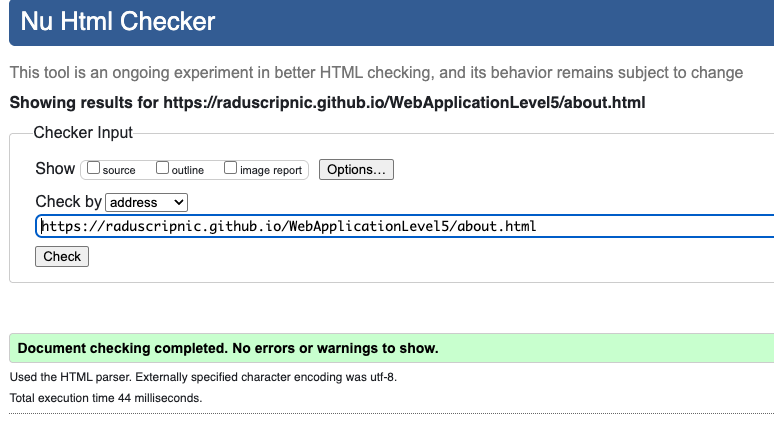 Nu Html Checker
This tool is an ongoing experiment in better HTML checking, and its behavior remains subject to change
Showing results for https://raduscripnic.github.io/WebApplicationLevel5/about.html
Checker Input
Show source outline image report Options...
Check by address
https://raduscripnic.github.io/WebApplicationLevel5/about.html
Check
Document checking completed. No errors or warnings to show.
Used the HTML parser. Externally specified character encoding was utf-8.
Total execution time 44 milliseconds.